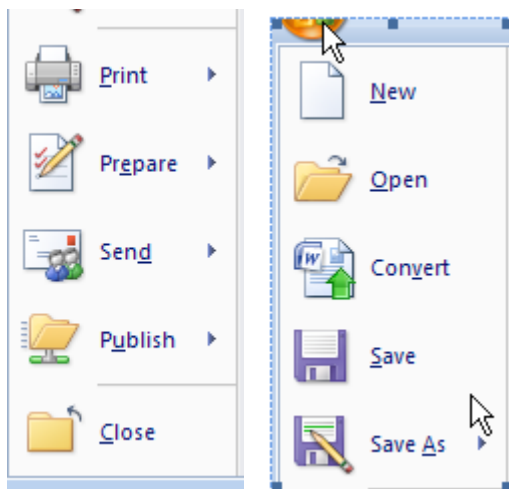 Print
Prepare
Send
Publish
Close
New
Open
Convert
Save
Save As